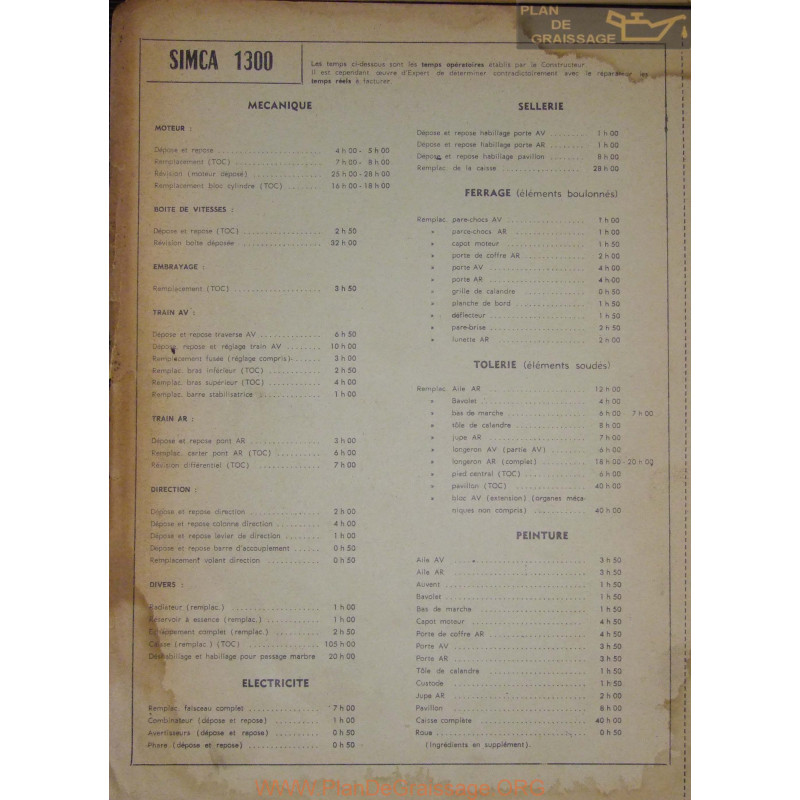 PLAN
DE
GRAISSAGE
SIMCA 1300
Les temps ci-dessous sont les temps opératoires établis par le Constructeur.
Il est cependant œuvre d'Expert de déterminer contradictoirement avec le réparateur les
temps réels à facturer.
MECANIQUE
MOTEUR :
Dépose et repose 4 h 00 - 5 h 00
Remplacement (TOC) 7 h 00 - 8 h 00
Révision (moteur déposé) 25 h 00 - 28 h 00
Remplacement bloc cylindre (TOC) 16 h 00 - 18 h 00
BOITE DE VITESSES :
Dépose et repose (TOC) 2 h 50
Révision boîte déposée 32 h 00
EMBRAYAGE :
Remplacement (TOC) 3 h 50
TRAIN AV :
Dépose et repose traverse AV 6 h 50
Dépose, repose et réglage train AV 10 h 00
Remplacement fusée (réglage compris) 3 h 00
Remplac. bras inférieur (TOC) 2 h 50
Remplac. bras supérieur (TOC) 4 h 00
Remplac. barre stabilisatrice 1 h 00
TRAIN AR :
Dépose et repose pont AR 3 h 00
Remplac. carter pont AR (TOC) 6 h 00
Révision différentiel (TOC) 7 h 00
DIRECTION :
Dépose et repose direction 2 h 00
Dépose et repose colonne direction 4 h 00
Dépose et repose levier de direction 1 h 00
Dépose et repose barre d'accouplement 0 h 50
Remplacement volant direction 0 h 50
DIVERS :
Radiateur (remplac.) 1 h 00
Réservoir à essence (remplac.) 1 h 00
Echappement complet (remplac.) 2 h 50
Caisse (remplac.) (TOC) 105 h 00
Déshabillage et habillage pour passage marbre 20 h 00
ELECTRICITE
Remplac. faisceau complet 7 h 00
Combinateur (dépose et repose) 1 h 00
Avertisseurs (dépose et repose) 0 h 50
Phare (dépose et repose) 0 h 50
SELLERIE
Dépose et repose habillage porte AV 1 h 00
Dépose et repose habillage porte AR 1 h 00
Dépose et repose habillage pavillon 8 h 00
Remplac. de la caisse 28 h 00
FERRAGE (éléments boulonnés)
Remplac. pare-chocs AV 1 h 00
» pare-chocs AR 1 h 00
» capot moteur 1 h 50
» porte de coffre AR 2 h 00
» porte AV 4 h 00
» porte AR 4 h 00
» grille de calandre 0 h 50
» planche de bord 1 h 50
» déflecteur 1 h 50
» pare-brise 2 h 50
» lunette AR 2 h 00
TOLERIE (éléments soudés)
Remplac. Aile AR 12 h 00
» Bavolet 4 h 00
» bas de marche 6 h 00 7 h 00
» tôle de calandre 8 h 00
» jupe AR 7 h 00
» longeron AV (partie AV) 6 h 00
» longeron AR (complet) 18 h 00 - 20 h 00
» pied central (TOC) 6 h 00
» pavillon (TOC) 40 h 00
» bloc AV (extension) (organes méca-
niques non compris) 40 h 00
PEINTURE
Aile AV 3 h 50
Aile AR 3 h 50
Auvent 1 h 50
Bavolet 1 h 50
Bas de marche 1 h 50
Capot moteur 4 h 50
Porte de coffre AR 4 h 50
Porte AV 3 h 50
Porte AR 3 h 50
Tôle de calandre 1 h 50
Custode 1 h 50
Jupe AR 2 h 00
Pavillon 8 h 00
Caisse complète 40 h 00
Roue 0 h 50
(Ingrédients en supplément).
© www.PlanDeGraissage.ORG